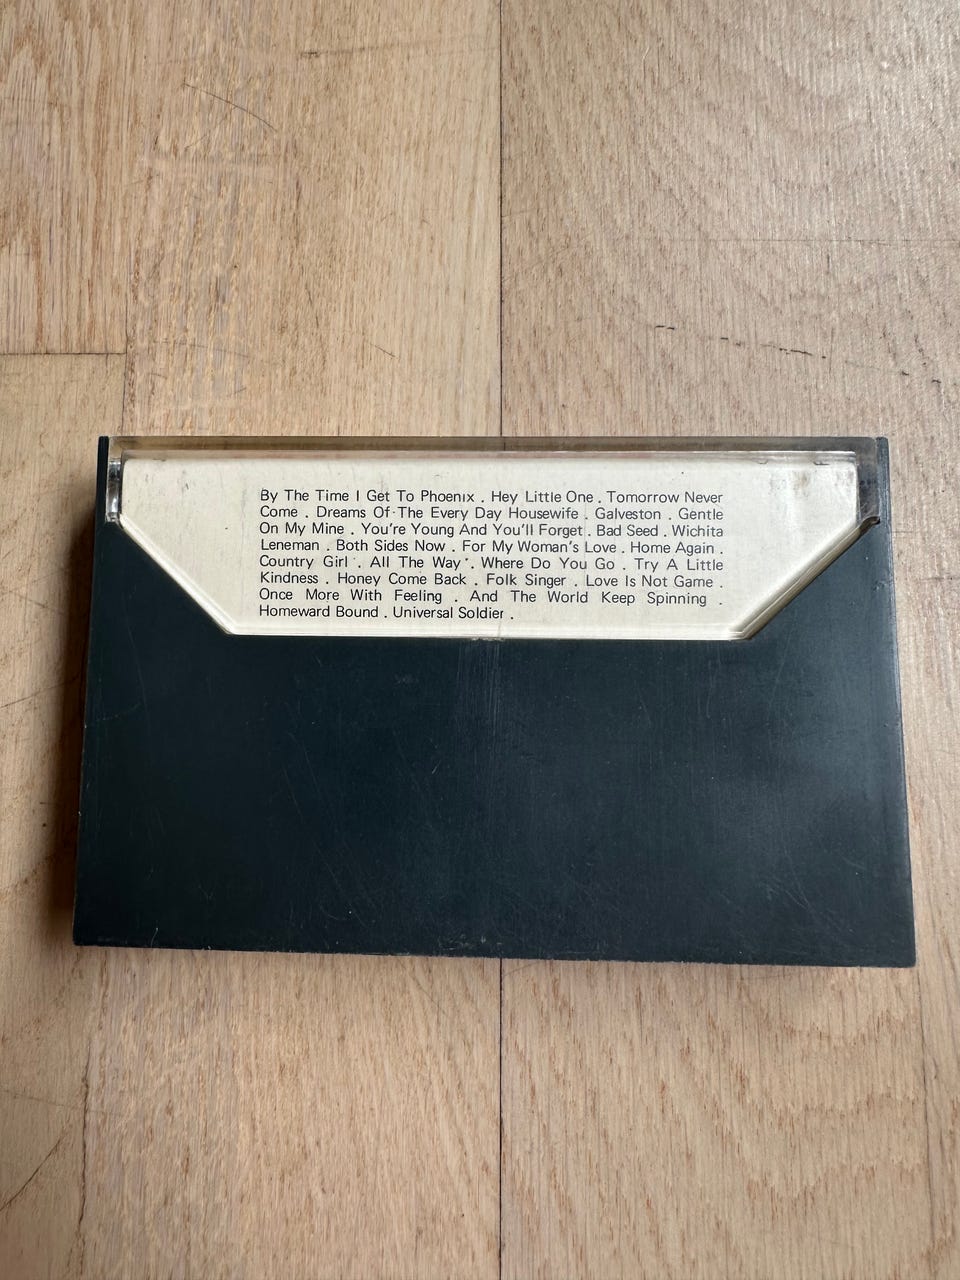 By The Time I Get To Phoenix . Hey Little One . Tomorrow Never
Come . Dreams Of The Every Day Housewife . Galveston . Gentle
On My Mine . You're Young And You'll Forget . Bad Seed . Wichita
Leneman . Both Sides Now . For My Woman's Love . Home Again .
Country Girl . All The Way . Where Do You Go . Try A Little
Kindness . Honey Come Back . Folk Singer . Love Is Not Game .
Once More With Feeling . And The World Keep Spinning .
Homeward Bound . Universal Soldier .